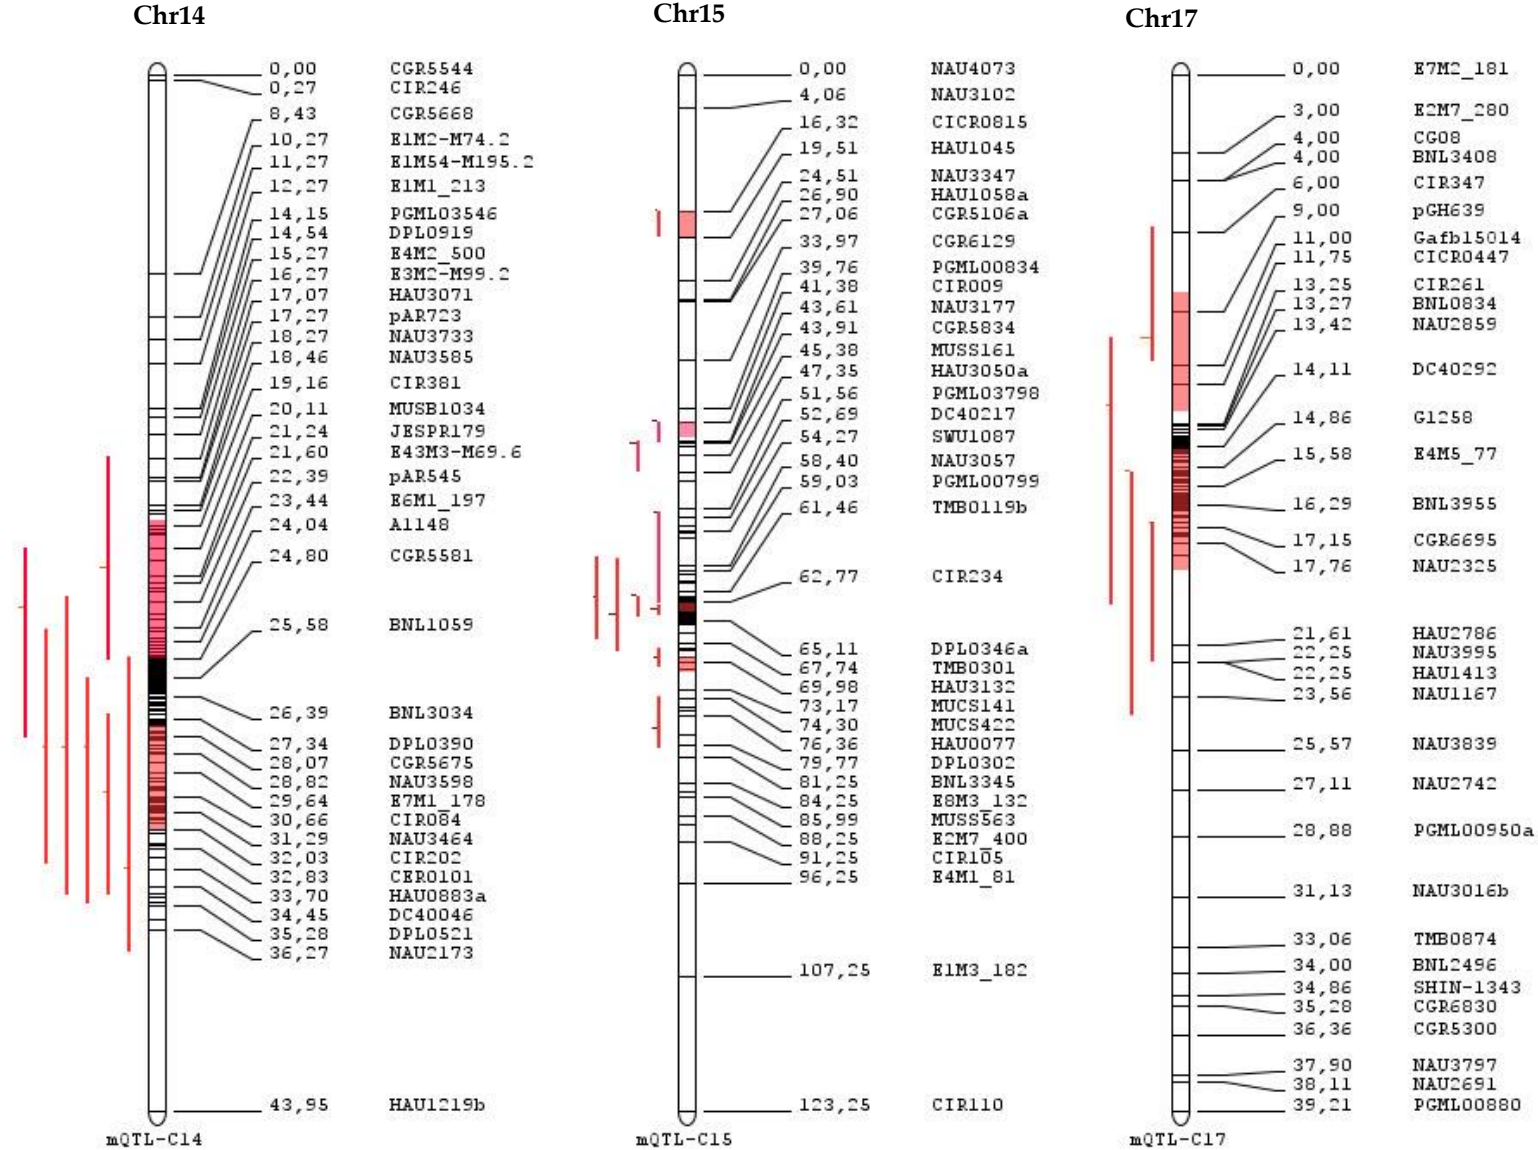 Chr14
0,00 CGR5544
0,27 CIR246
8,43 CGR5668
10,27 E1M2-M74.2
11,27 E1M54-M195.2
12,27 E1M1_213
14,15 PGML03546
14,54 DPL0919
15,27 E4M2_500
16,27 E3M2-M99.2
17,07 HAU3071
17,27 pAR723
18,27 NAU3733
18,46 NAU3585
19,16 CIR381
20,11 MUSB1034
21,24 JESPR179
21,60 E43M3-M69.6
22,39 pAR545
23,44 E6M1_197
24,04 A1148
24,80 CGR5581
25,58 BNL1059
26,39 BNL3034
27,34 DPL0390
28,07 CGR5675
28,82 NAU3598
29,64 E7M1_178
30,66 CIR084
31,29 NAU3464
32,03 CIR202
32,83 CER0101
33,70 HAU0883a
34,45 DC40046
35,28 DPL0521
36,27 NAU2173
43,95 HAU1219b
mQTL-C14
Chr15
0,00 NAU4073
4,06 NAU3102
16,32 CICR0815
19,51 HAU1045
24,51 NAU3347
26,90 HAU1058a
27,06 CGR5106a
33,97 CGR6129
39,76 PGML00834
41,38 CIR009
43,61 NAU3177
43,91 CGR5834
45,38 MUSS161
47,35 HAU3050a
51,56 PGML03798
52,69 DC40217
54,27 SWU1087
58,40 NAU3057
59,03 PGML00799
61,46 TMB0119b
62,77 CIR234
65,11 DPL0346a
67,74 TMB0301
69,98 HAU3132
73,17 MUCS141
74,30 MUCS422
76,36 HAU0077
79,77 DPL0302
81,25 BNL3345
84,25 E8M3_132
85,99 MUSS563
88,25 E2M7_400
91,25 CIR105
96,25 E4M1_81
107,25 E1M3_182
123,25 CIR110
mQTL-C15
Chr17
0,00 E7M2_181
3,00 E2M7_280
4,00 CG08
4,00 BNL3408
6,00 CIR347
9,00 pGH639
11,00 Gafb15014
11,75 CICR0447
13,25 CIR261
13,27 BNL0834
13,42 NAU2859
14,11 DC40292
14,86 G1258
15,58 E4M5_77
16,29 BNL3955
17,15 CGR6695
17,76 NAU2325
21,61 HAU2786
22,25 NAU3995
22,25 HAU1413
23,56 NAU1167
25,57 NAU3839
27,11 NAU2742
28,88 PGML00950a
31,13 NAU3016b
33,06 TMB0874
34,00 BNL2496
34,86 SHIN-1343
35,28 CGR6830
36,36 CGR5300
37,90 NAU3797
38,11 NAU2691
39,21 PGML00880
mQTL-C17